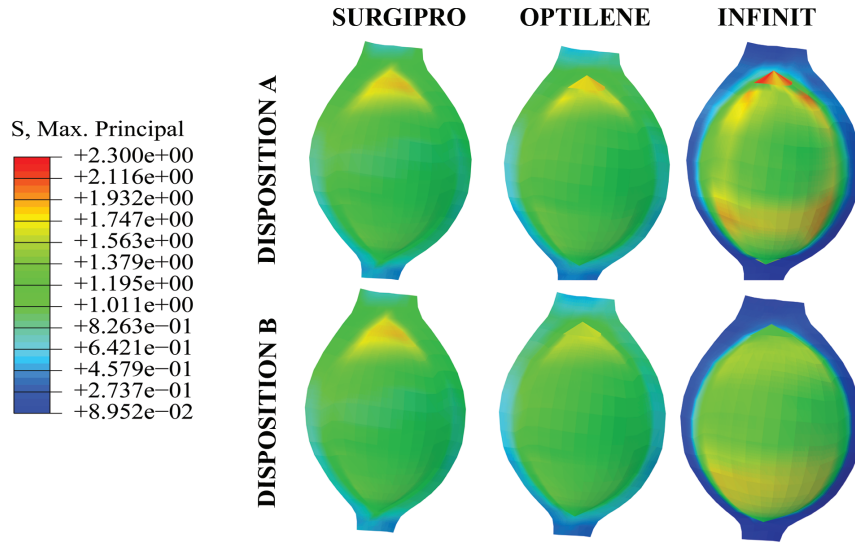 SURGIPRO OPTILENE INFINIT
DISPOSITION A
S, Max. Principal
+2.300e+00
+2.116e+00
+1.932e+00
+1.747e+00
+1.563e+00
+1.379e+00
+1.195e+00
+1.011e+00
+8.263e−01
+6.421e−01
+4.579e−01
+2.737e−01
+8.952e−02
DISPOSITION B